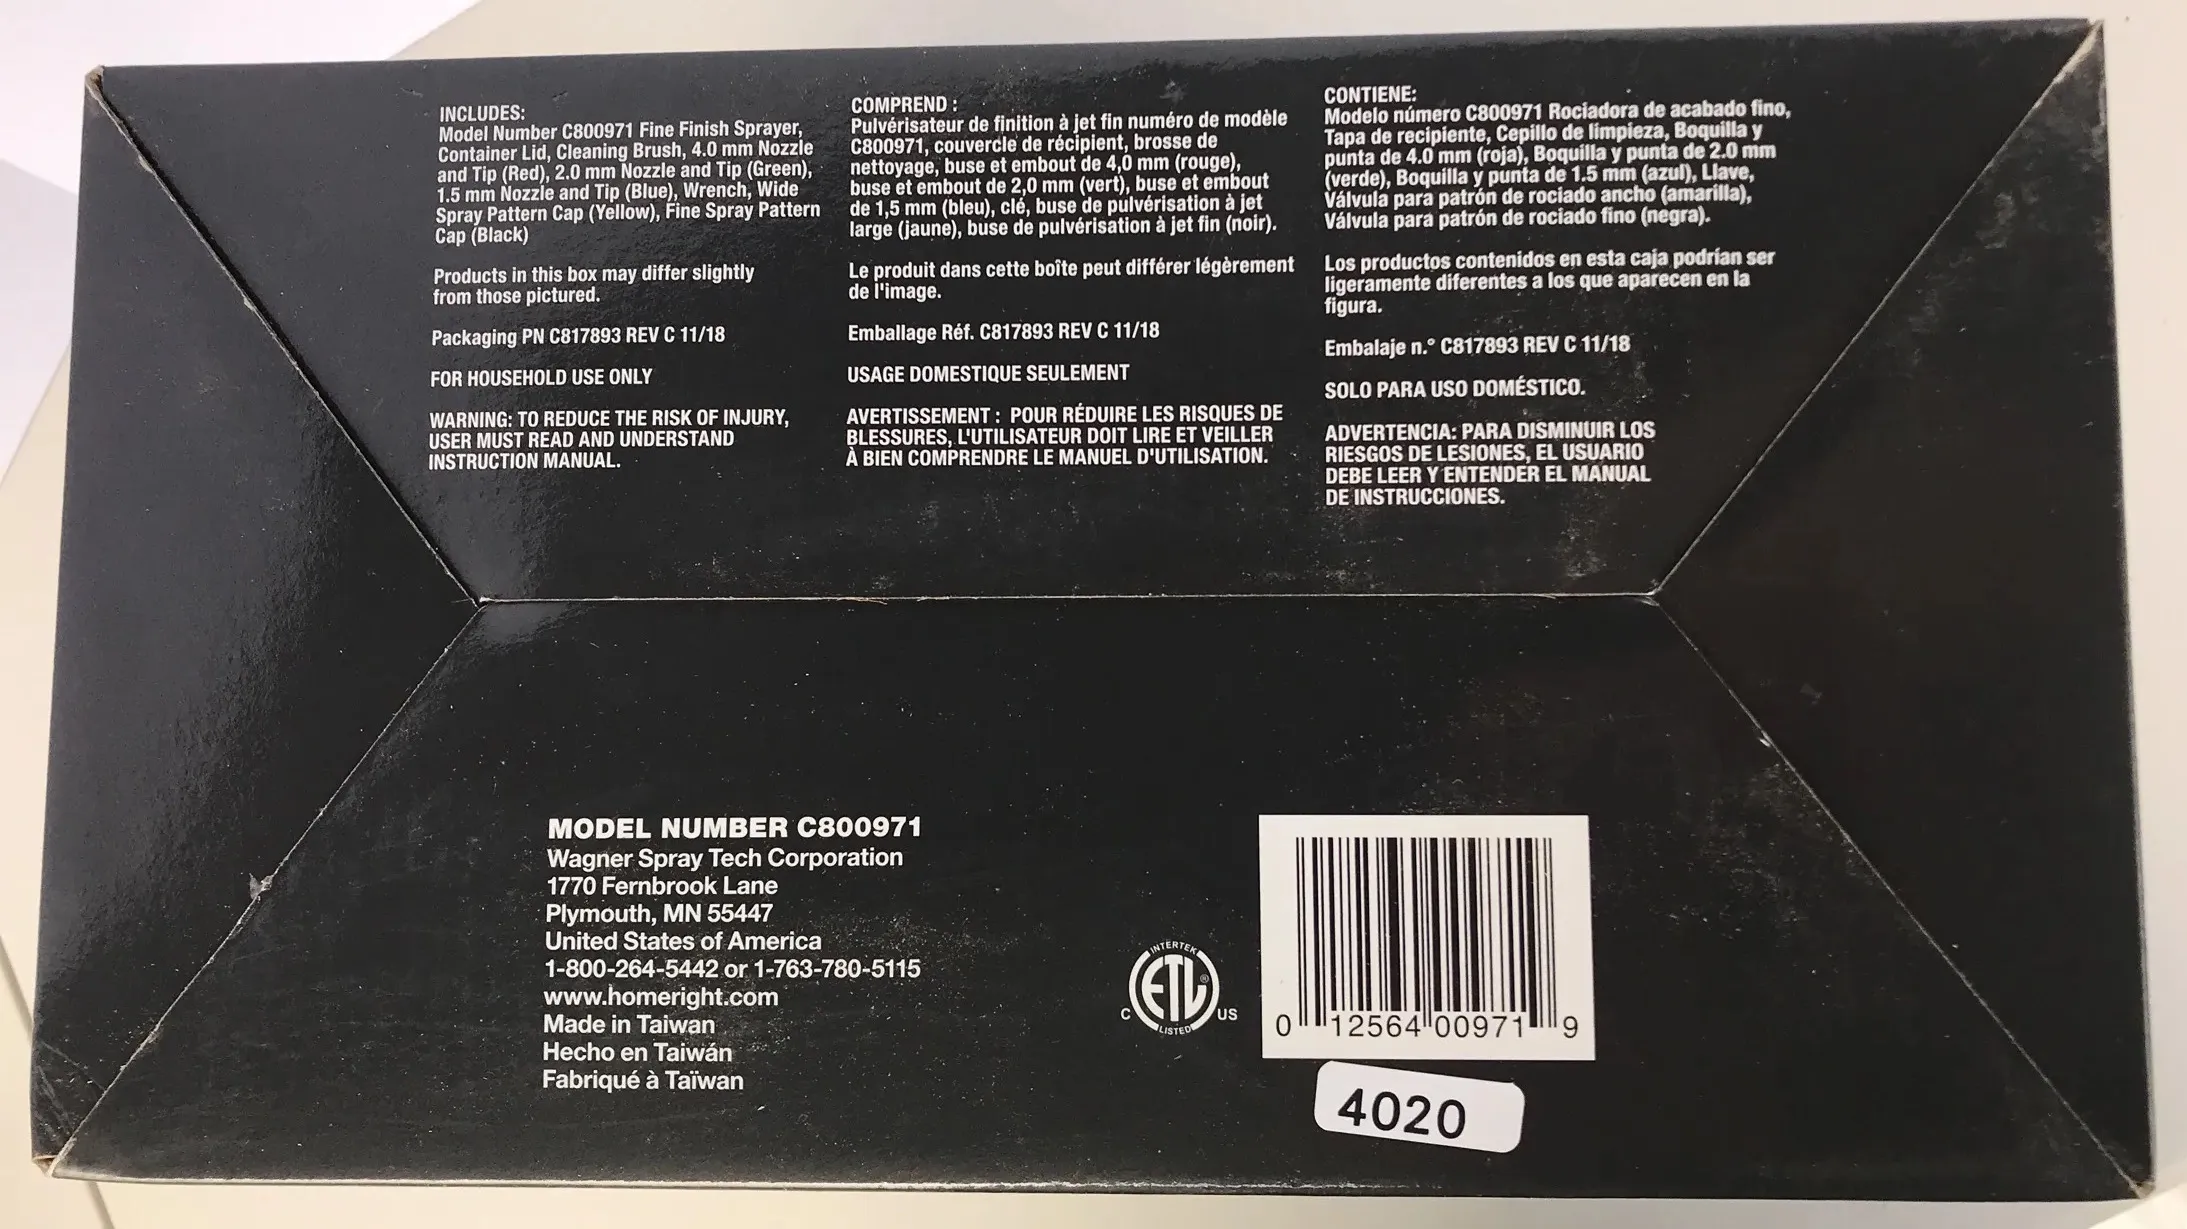 INCLUDES:
Model Number C800971 Fine Finish Sprayer,
Container Lid, Cleaning Brush, 4.0 mm Nozzle
and Tip (Red), 2.0 mm Nozzle and Tip (Green),
1.5 mm Nozzle and Tip (Blue), Wrench, Wide
Spray Pattern Cap (Yellow), Fine Spray Pattern
Cap (Black)
Products in this box may differ slightly
from those pictured.
Packaging PN C817893 REV C 11/18
FOR HOUSEHOLD USE ONLY
WARNING: TO REDUCE THE RISK OF INJURY,
USER MUST READ AND UNDERSTAND
INSTRUCTION MANUAL.
COMPREND :
Pulvérisateur de finition à jet fin numéro de modèle
C800971, couvercle de récipient, brosse de
nettoyage, buse et embout de 4,0 mm (rouge),
buse et embout de 2,0 mm (vert), buse et embout
de 1,5 mm (bleu), clé, buse de pulvérisation à jet
large (jaune), buse de pulvérisation à jet fin (noir).
Le produit dans cette boîte peut différer légèrement
de l'image.
Emballage Réf. C817893 REV C 11/18
USAGE DOMESTIQUE SEULEMENT
AVERTISSEMENT : POUR RÉDUIRE LES RISQUES DE
BLESSURES, L'UTILISATEUR DOIT LIRE ET VEILLER
À BIEN COMPRENDRE LE MANUEL D'UTILISATION.
CONTIENE:
Modelo número C800971 Rociadora de acabado fino,
Tapa de recipiente, Cepillo de limpieza, Boquilla y
punta de 4.0 mm (roja), Boquilla y punta de 2.0 mm
(verde), Boquilla y punta de 1.5 mm (azul), Llave,
Válvula para patrón de rociado ancho (amarilla),
Válvula para patrón de rociado fino (negra).
Los productos contenidos en esta caja podrían ser
ligeramente diferentes a los que aparecen en la
figura.
Embalaje n.° C817893 REV C 11/18
SOLO PARA USO DOMÉSTICO.
ADVERTENCIA: PARA DISMINUIR LOS
RIESGOS DE LESIONES, EL USUARIO
DEBE LEER Y ENTENDER EL MANUAL
DE INSTRUCCIONES.
MODEL NUMBER C800971
Wagner Spray Tech Corporation
1770 Fernbrook Lane
Plymouth, MN 55447
United States of America
1-800-264-5442 or 1-763-780-5115
www.homeright.com
Made in Taiwan
Hecho en Taiwán
Fabriqué à Taïwan
INTERTEK
ETL®
C US
LISTED
0 12564 00971 9
4020